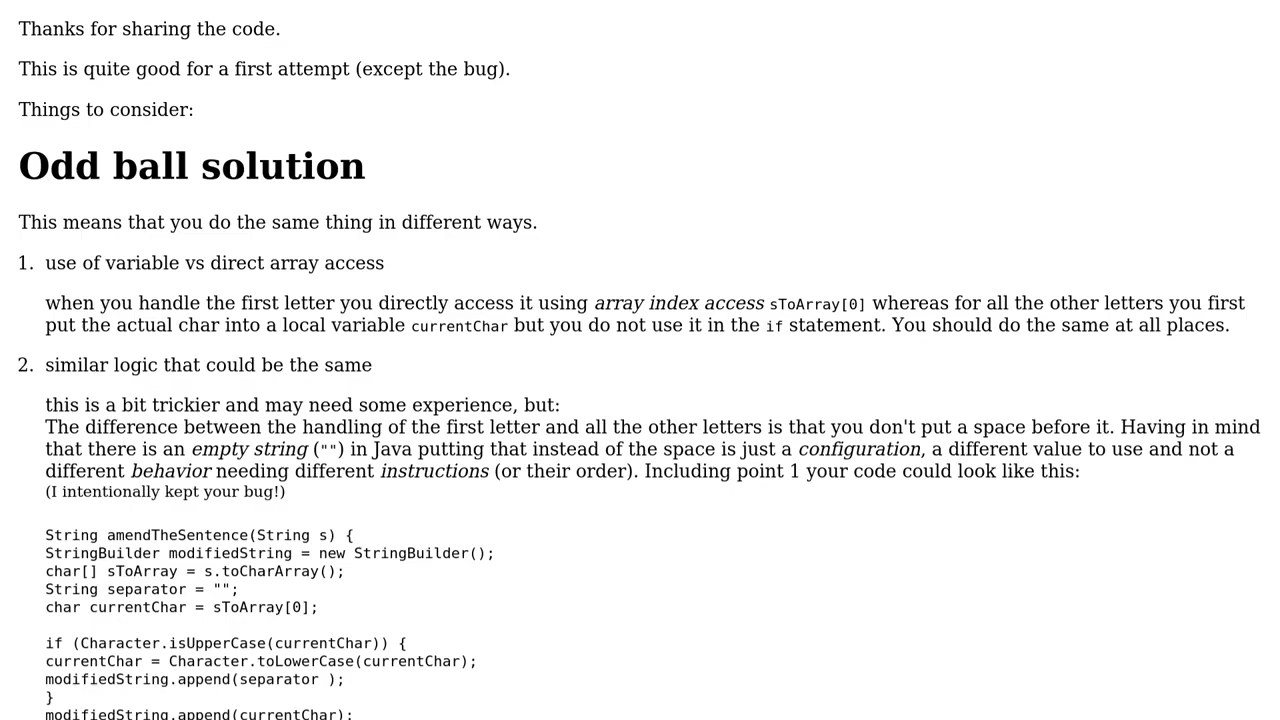 Thanks for sharing the code.
This is quite good for a first attempt (except the bug).
Things to consider:
Odd ball solution
This means that you do the same thing in different ways.
1. use of variable vs direct array access
when you handle the first letter you directly access it using array index access sToArray[0] whereas for all the other letters you first
put the actual char into a local variable currentChar but you do not use it in the if statement. You should do the same at all places.
2. similar logic that could be the same
this is a bit trickier and may need some experience, but:
The difference between the handling of the first letter and all the other letters is that you don't put a space before it. Having in mind
that there is an empty string ("") in Java putting that instead of the space is just a configuration, a different value to use and not a
different behavior needing different instructions (or their order). Including point 1 your code could look like this:
(I intentionally kept your bug!)
String amendTheSentence(String s) {
StringBuilder modifiedString = new StringBuilder();
char[] sToArray = s.toCharArray();
String separator = "";
char currentChar = sToArray[0];
if (Character.isUpperCase(currentChar)) {
currentChar = Character.toLowerCase(currentChar);
modifiedString.append(separator );
}
modifiedString.append(currentChar);